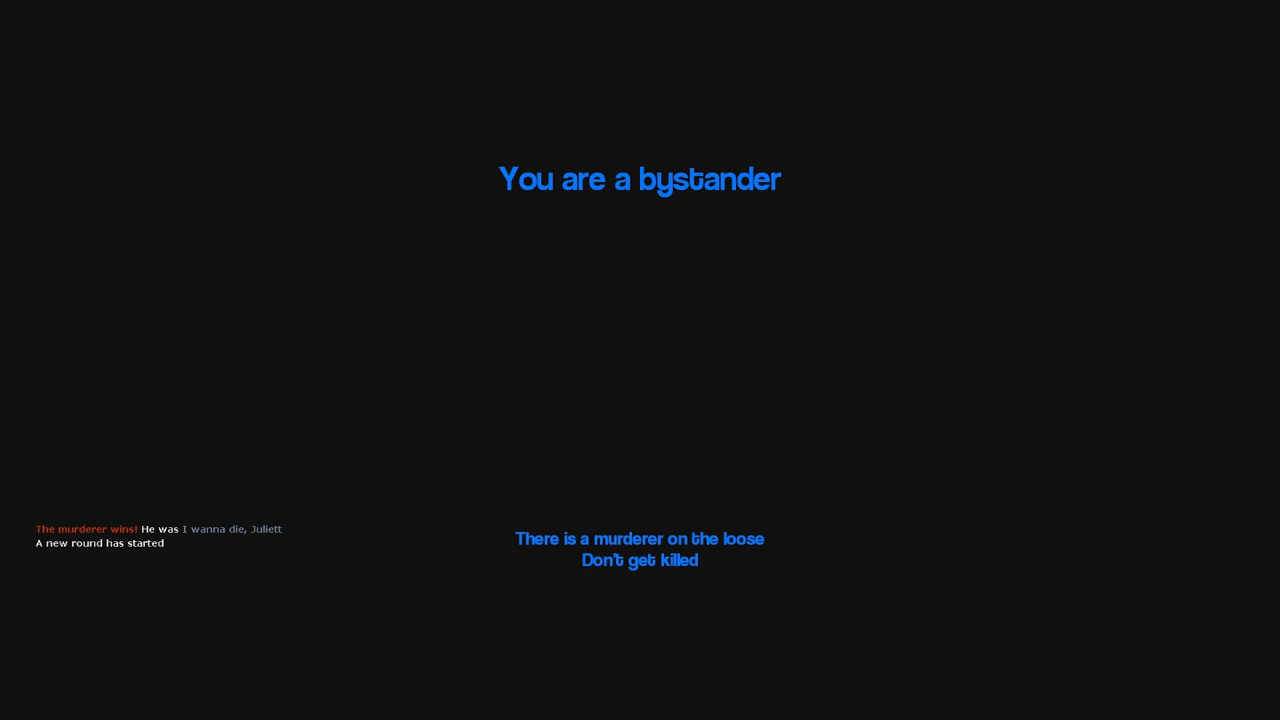 You are a bystander
The murderer wins! He was I wanna die, Juliett
A new round has started
There is a murderer on the loose
Don't get killed